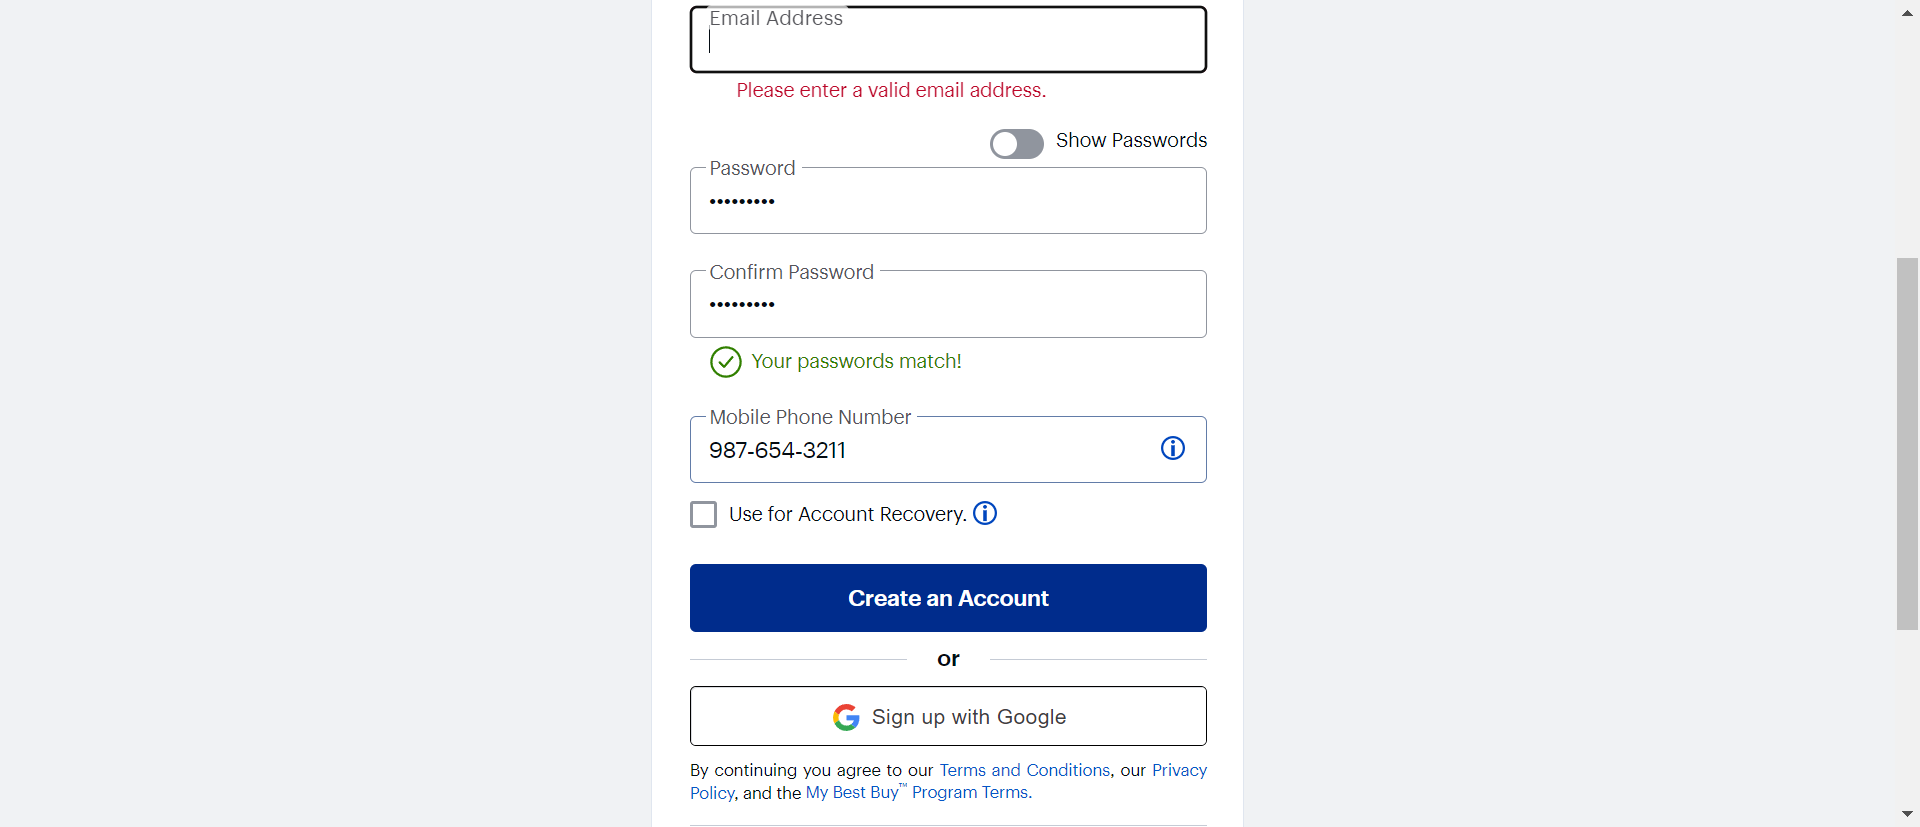 Email Address
Please enter a valid email address.
Show Passwords
Password
•••••••••
Confirm Password
•••••••••
Your passwords match!
Mobile Phone Number
987-654-3211
Use for Account Recovery.
Create an Account
or
Sign up with Google
By continuing you agree to our Terms and Conditions, our Privacy
Policy, and the My Best Buy™ Program Terms.